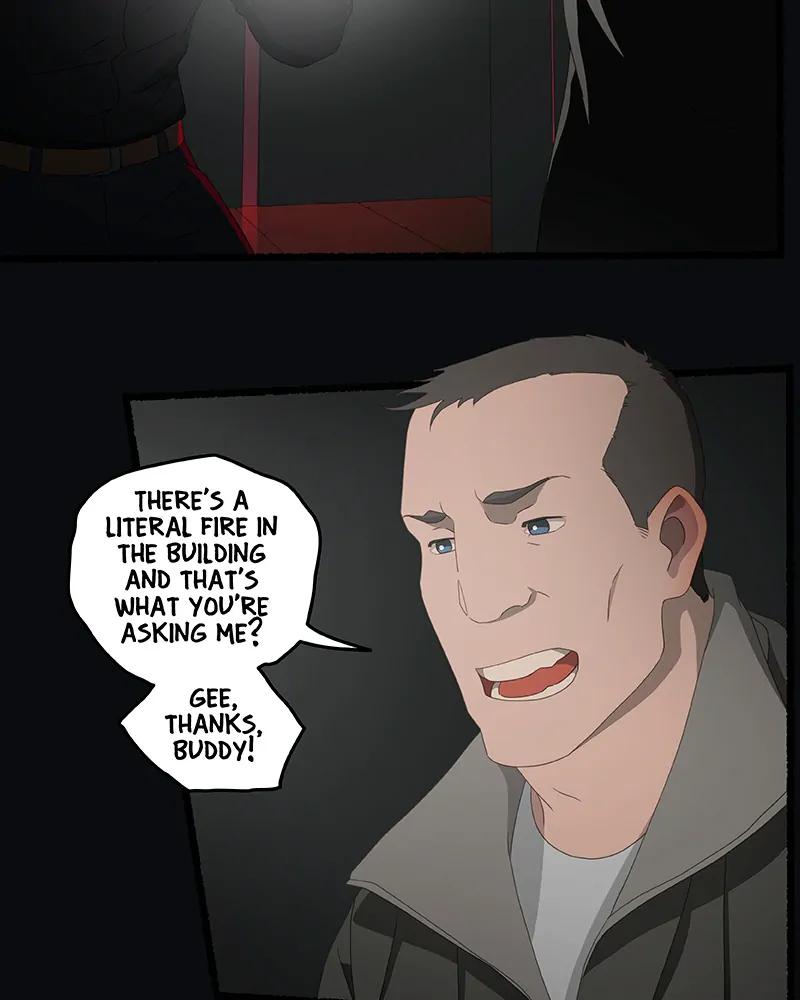 THERE'S A
LITERAL FIRE IN
THE BUILDING
AND THAT'S
WHAT YOU'RE
ASKING ME?
GEE,
THANKS,
BUDDY!